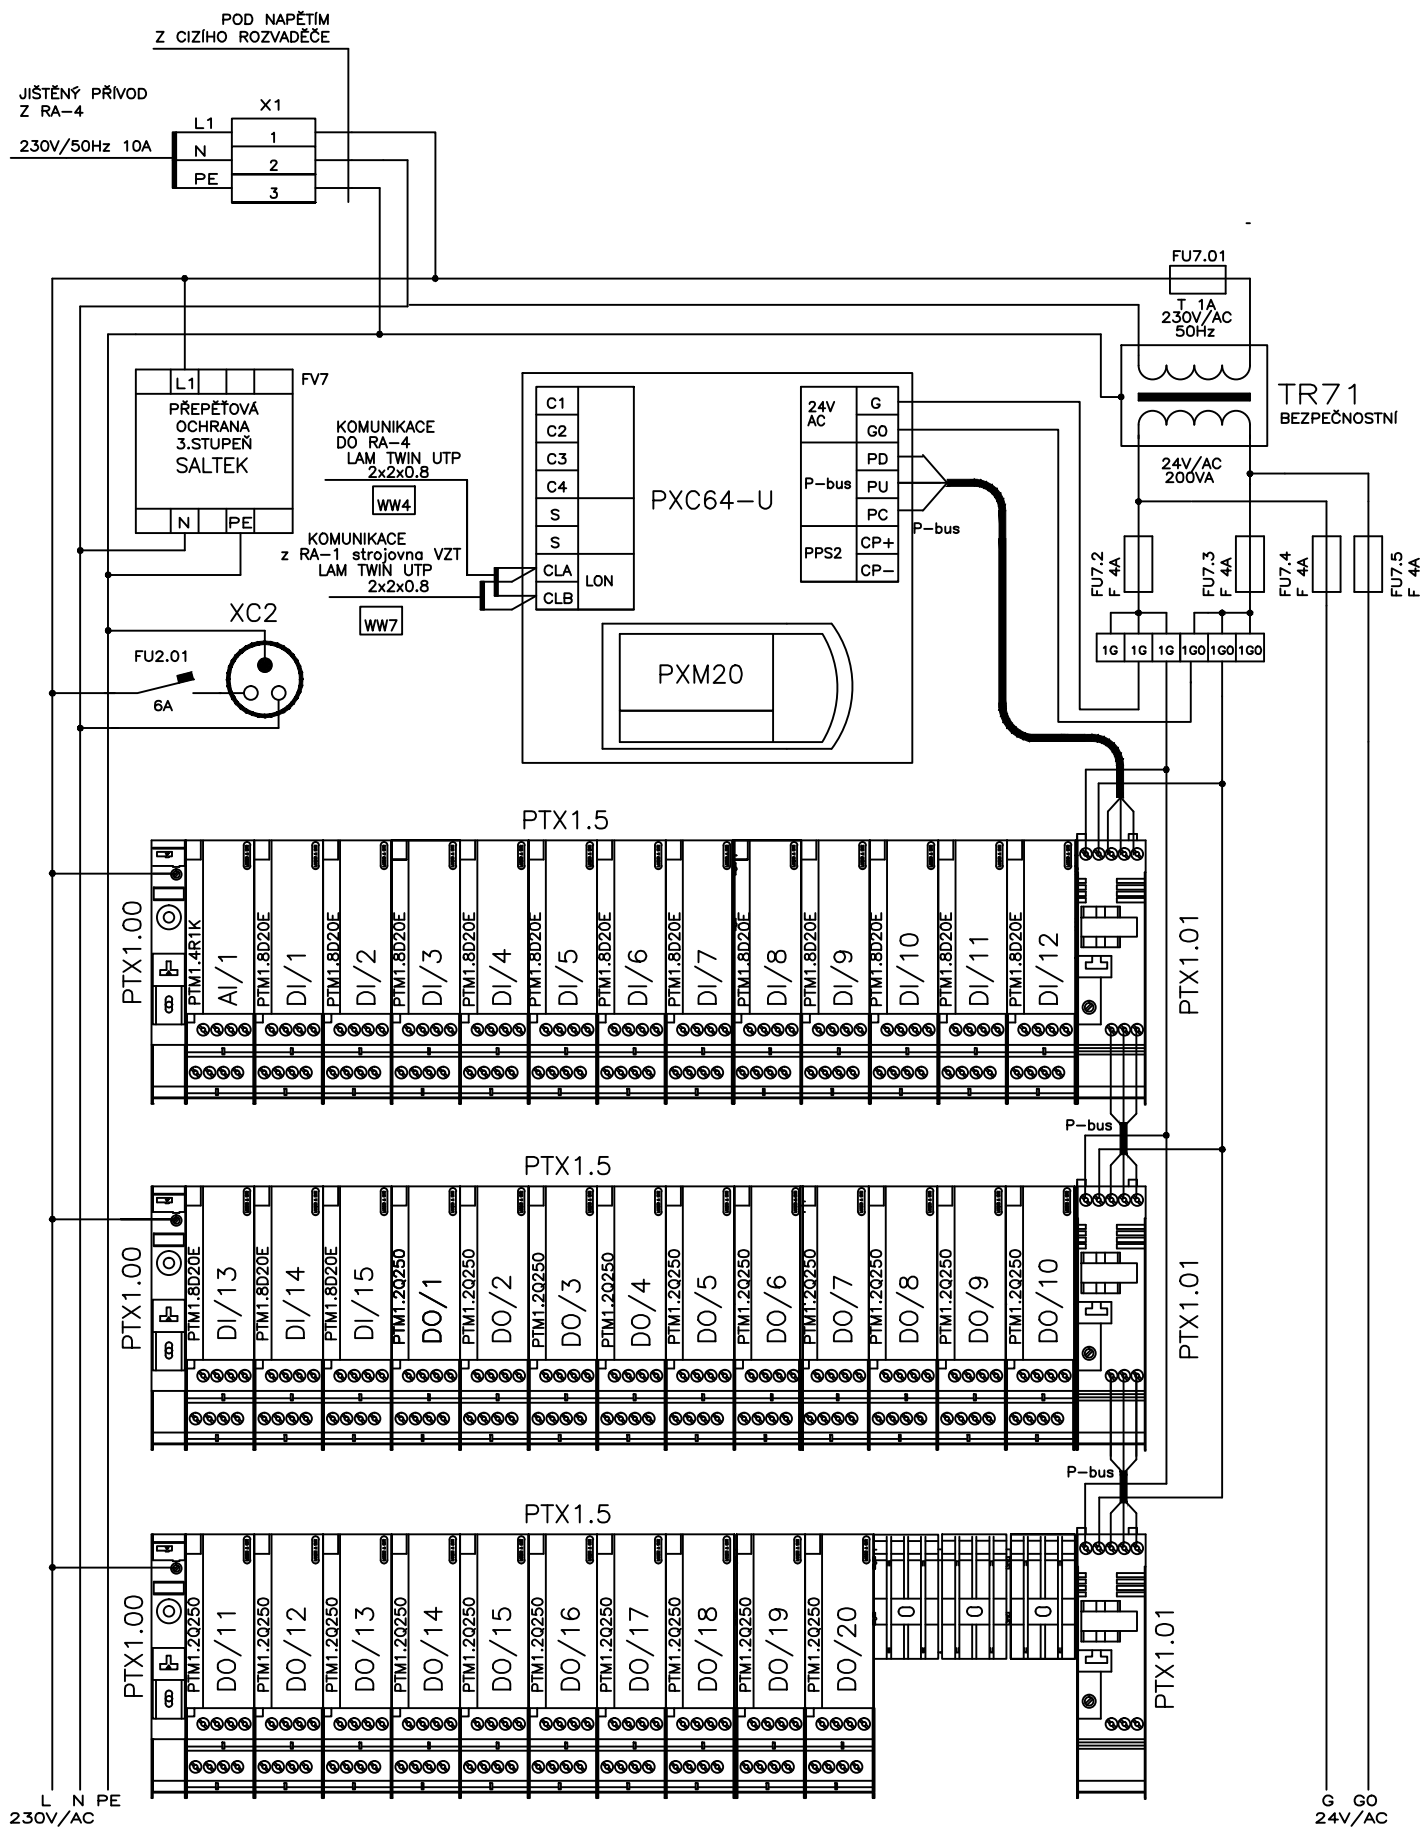 POD NAPĚTÍM
Z CIZÍHO ROZVADĚČE
JIŠTĚNÝ PŘÍVOD
Z RA-4
230V/50Hz 10A
X1
L1
1
N
2
PE
3
FU7.01
T 1A
230V/AC
50Hz
TR71
BEZPEČNOSTNÍ
24V/AC
200VA
L1
FV7
PŘEPĚŤOVÁ
OCHRANA
3.STUPEŇ
SALTEK
N
PE
KOMUNIKACE
DO RA-4
LAM TWIN UTP
2x2x0.8
WW4
KOMUNIKACE
z RA-1 strojovna VZT
LAM TWIN UTP
2x2x0.8
WW7
C1
C2
C3
C4
S
S
CLA
CLB
LON
PXC64-U
24V
AC
G
G0
P-bus
PD
PU
PC
PPS2
CP+
CP-
P-bus
PXM20
FU7.2
F 4A
FU7.3
F 4A
FU7.4
F 4A
FU7.5
F 4A
1G
1G
1G
1G0
1G0
1G0
XC2
FU2.01
6A
PTX1.5
PTX1.00
PTM1.4R1K
AI/1
PTM1.8D20E
DI/1
PTM1.8D20E
DI/2
PTM1.8D20E
DI/3
PTM1.8D20E
DI/4
PTM1.8D20E
DI/5
PTM1.8D20E
DI/6
PTM1.8D20E
DI/7
PTM1.8D20E
DI/8
PTM1.8D20E
DI/9
PTM1.8D20E
DI/10
PTM1.8D20E
DI/11
PTM1.8D20E
DI/12
PTX1.01
P-bus
PTX1.5
PTX1.00
PTM1.8D20E
DI/13
PTM1.8D20E
DI/14
PTM1.8D20E
DI/15
PTM1.2Q250
DO/1
PTM1.2Q250
DO/2
PTM1.2Q250
DO/3
PTM1.2Q250
DO/4
PTM1.2Q250
DO/5
PTM1.2Q250
DO/6
PTM1.2Q250
DO/7
PTM1.2Q250
DO/8
PTM1.2Q250
DO/9
PTM1.2Q250
DO/10
PTX1.01
P-bus
PTX1.5
PTX1.00
PTM1.2Q250
DO/11
PTM1.2Q250
DO/12
PTM1.2Q250
DO/13
PTM1.2Q250
DO/14
PTM1.2Q250
DO/15
PTM1.2Q250
DO/16
PTM1.2Q250
DO/17
PTM1.2Q250
DO/18
PTM1.2Q250
DO/19
PTM1.2Q250
DO/20
0
0
0
PTX1.01
L N PE
230V/AC
G G0
24V/AC